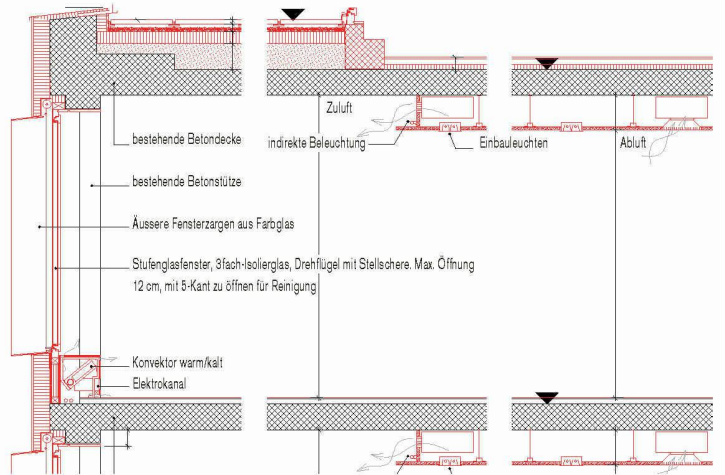 Zuluft
bestehende Betondecke
indirekte Beleuchtung
Einbauleuchten
Abluft
bestehende Betonstütze
Äussere Fensterzargen aus Farbglas
Stufenglasfenster, 3fach-Isolierglas, Drehflügel mit Stellschere. Max. Öffnung
12 cm, mit 5-Kant zu öffnen für Reinigung
Konvektor warm/kalt
Elektrokanal